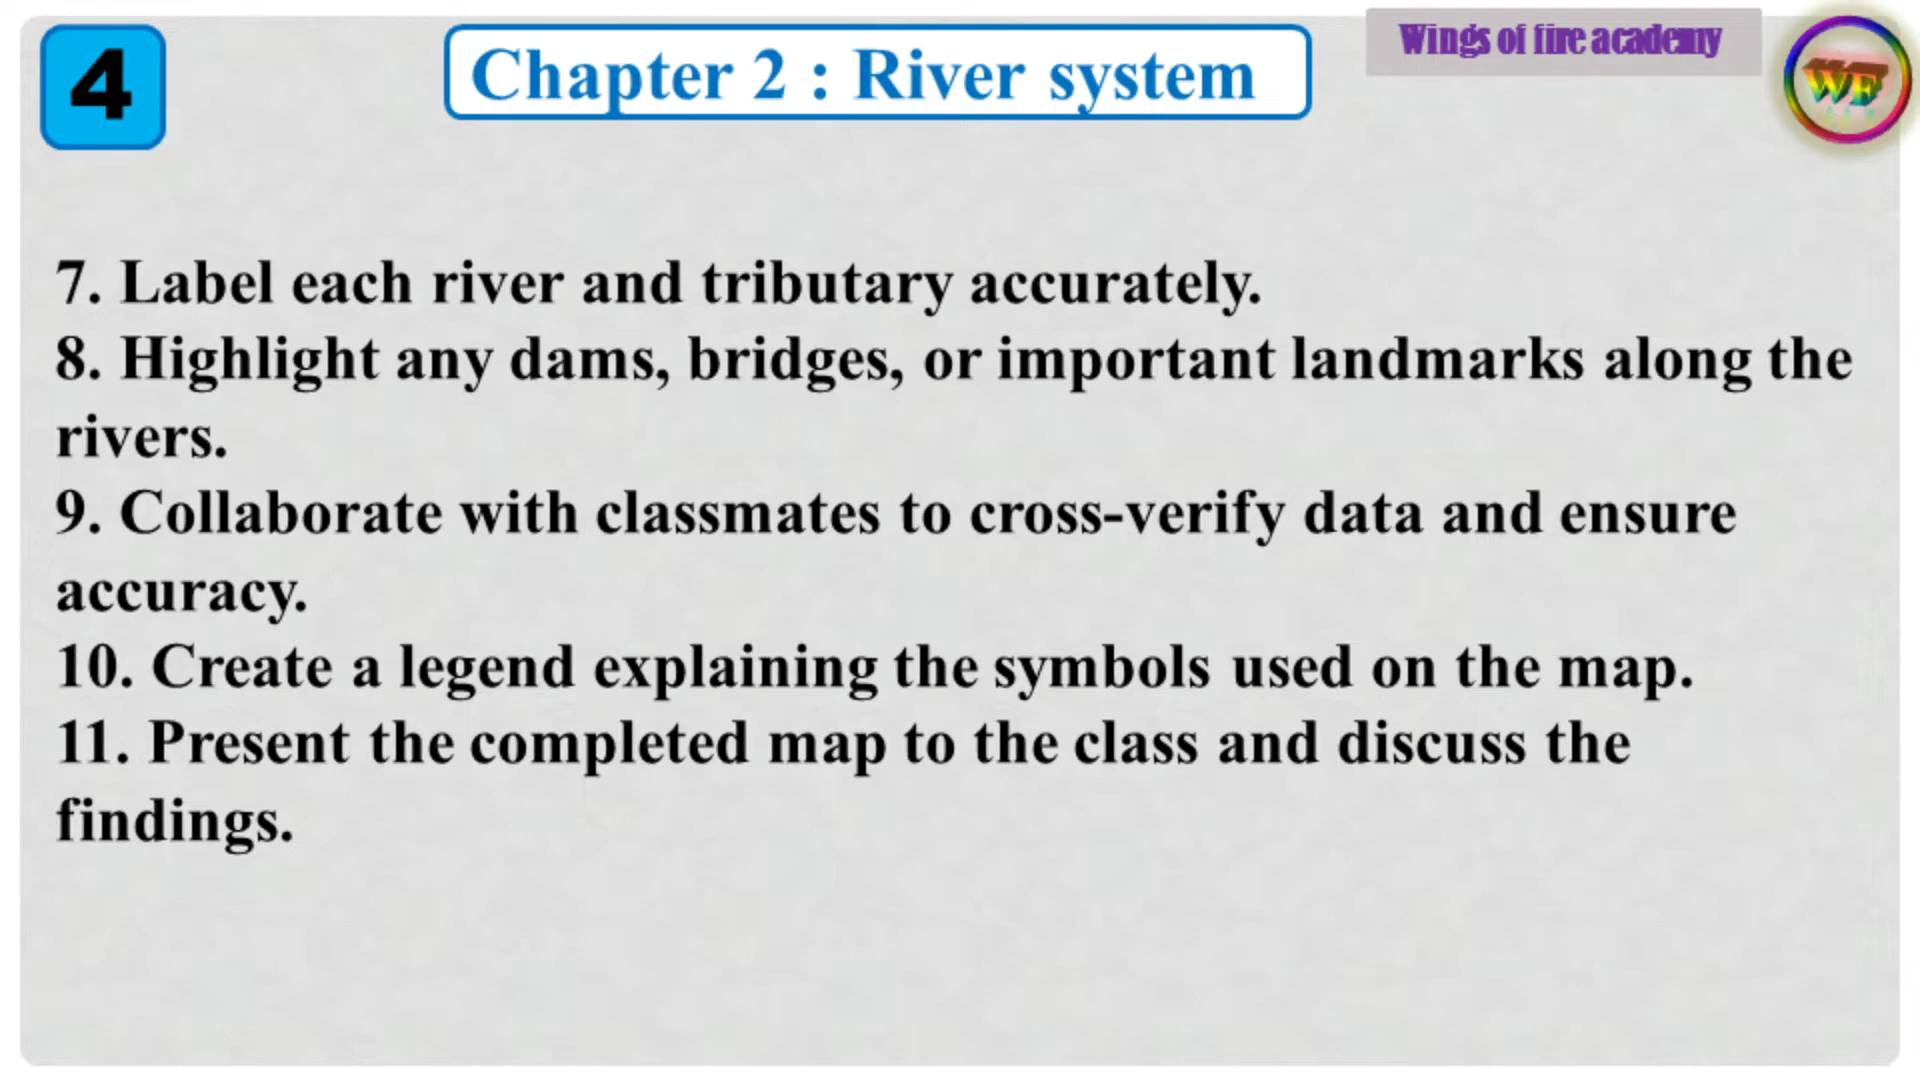 4
Chapter 2 : River system
Wings of fire academy
WF
7. Label each river and tributary accurately.
8. Highlight any dams, bridges, or important landmarks along the
rivers.
9. Collaborate with classmates to cross-verify data and ensure
accuracy.
10. Create a legend explaining the symbols used on the map.
11. Present the completed map to the class and discuss the
findings.